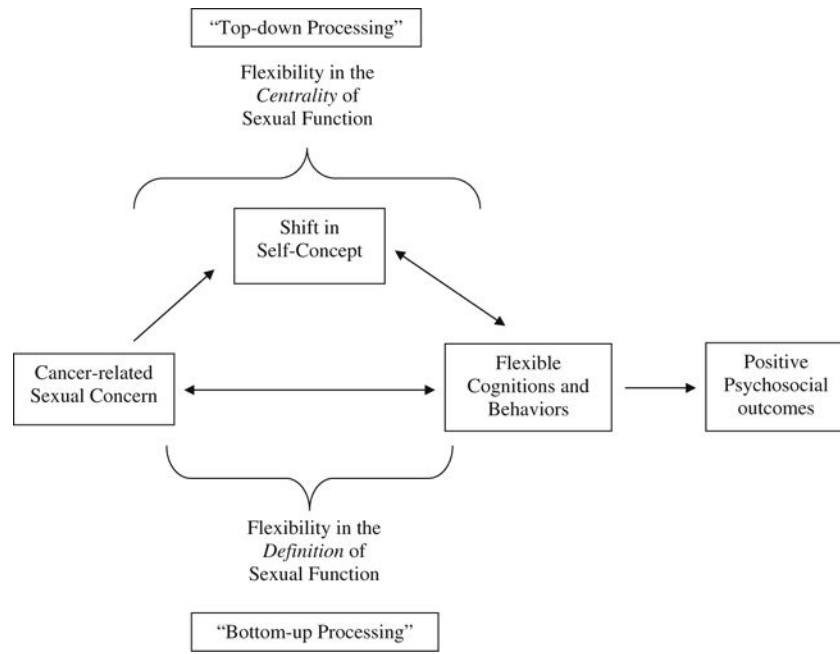 “Top-down Processing”
Flexibility in the
Centrality of
Sexual Function
Shift in
Self-Concept
Cancer-related
Sexual Concern
Flexible
Cognitions and
Behaviors
Positive
Psychosocial
outcomes
Flexibility in the
Definition of
Sexual Function
“Bottom-up Processing”